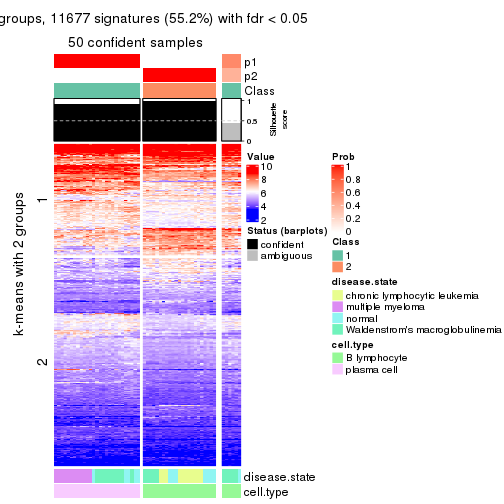 groups, 11677 signatures (55.2%) with fdr < 0.05
50 confident samples
p1
p2
Class
1
0.5
0
Silhouette
score
k-means with 2 groups
1
2
Value
10
8
6
4
2
Status (barplots)
confident
ambiguous
Prob
1
0.8
0.6
0.4
0.2
0
Class
1
2
disease.state
chronic lymphocytic leukemia
multiple myeloma
normal
Waldenstrom's macroglobulinemia
cell.type
B lymphocyte
plasma cell
disease.state
cell.type